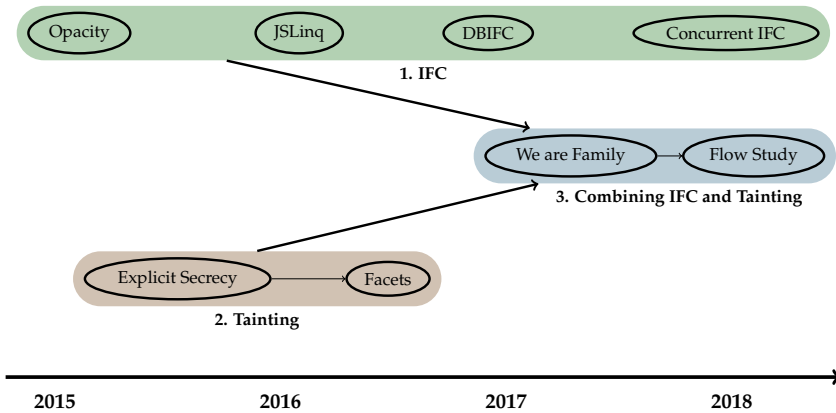 Opacity JSLinq DBIFC Concurrent IFC
1. IFC
We are Family Flow Study
3. Combining IFC and Tainting
Explicit Secrecy Facets
2. Tainting
2015 2016 2017 2018